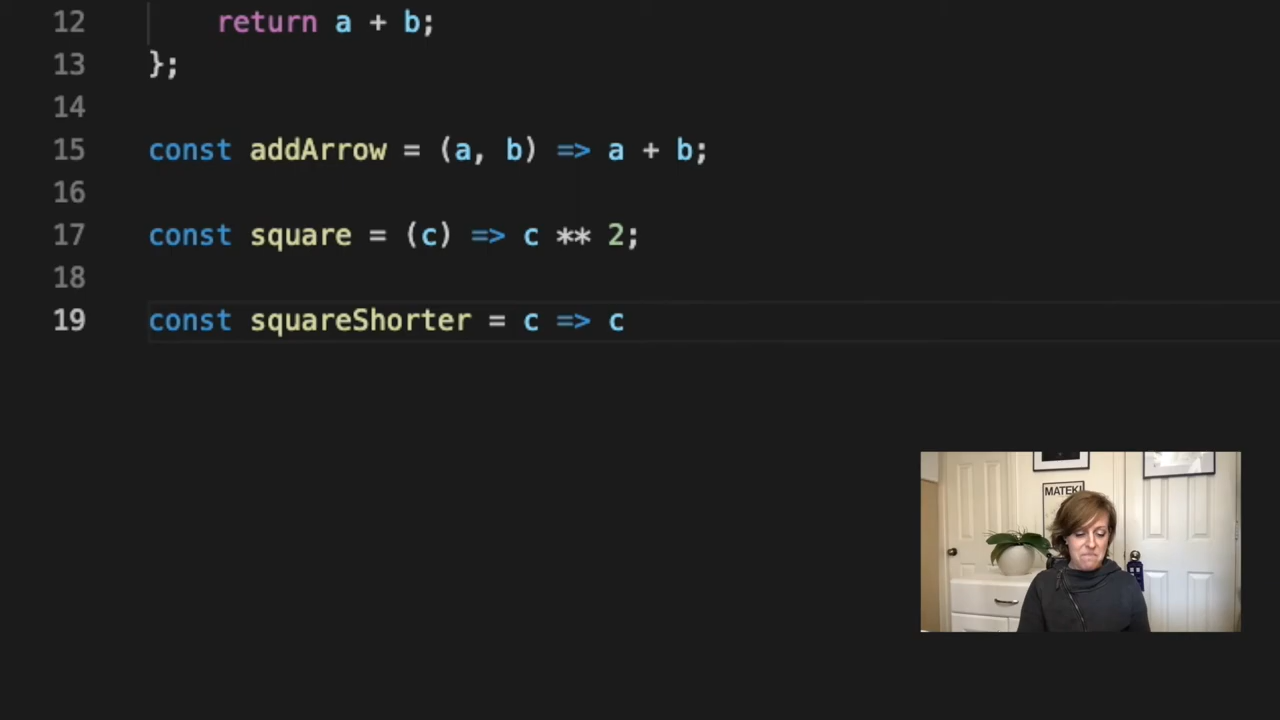 12 return a + b;
13 };
14
15 const addArrow = (a, b) => a + b;
16
17 const square = (c) => c ** 2;
18
19 const squareShorter = c => c
MATEKI